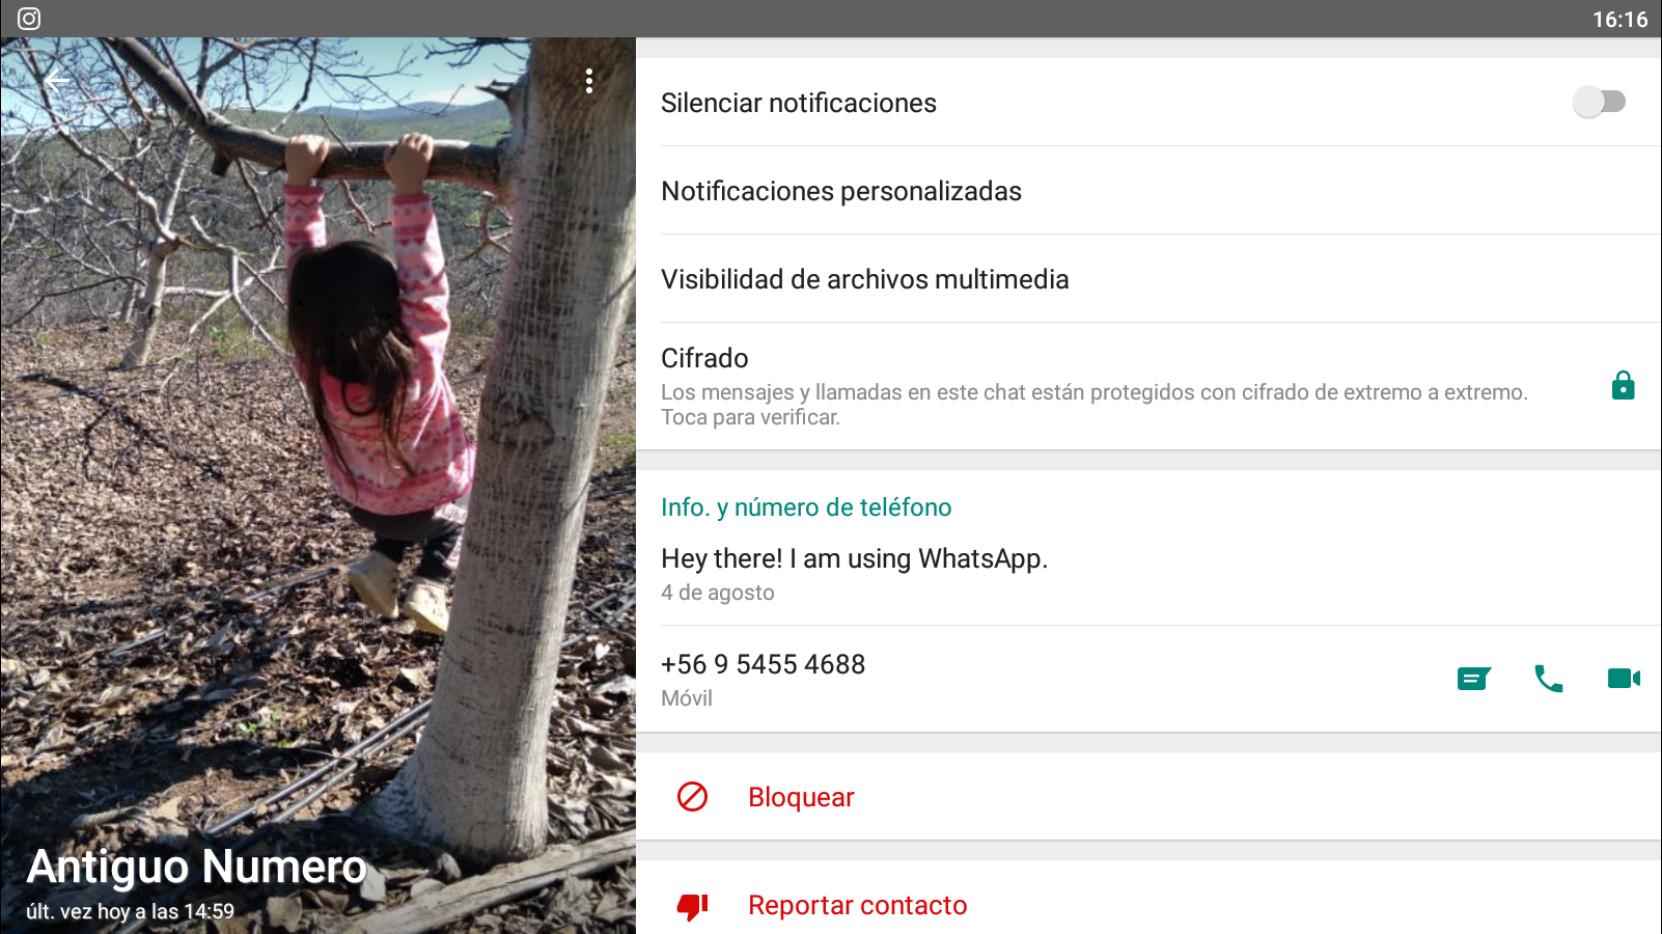 16:16
Antiguo Numero
últ. vez hoy a las 14:59
Silenciar notificaciones
Notificaciones personalizadas
Visibilidad de archivos multimedia
Cifrado
Los mensajes y llamadas en este chat están protegidos con cifrado de extremo a extremo.
Toca para verificar.
Info. y número de teléfono
Hey there! I am using WhatsApp.
4 de agosto
+56 9 5455 4688
Móvil
Bloquear
Reportar contacto